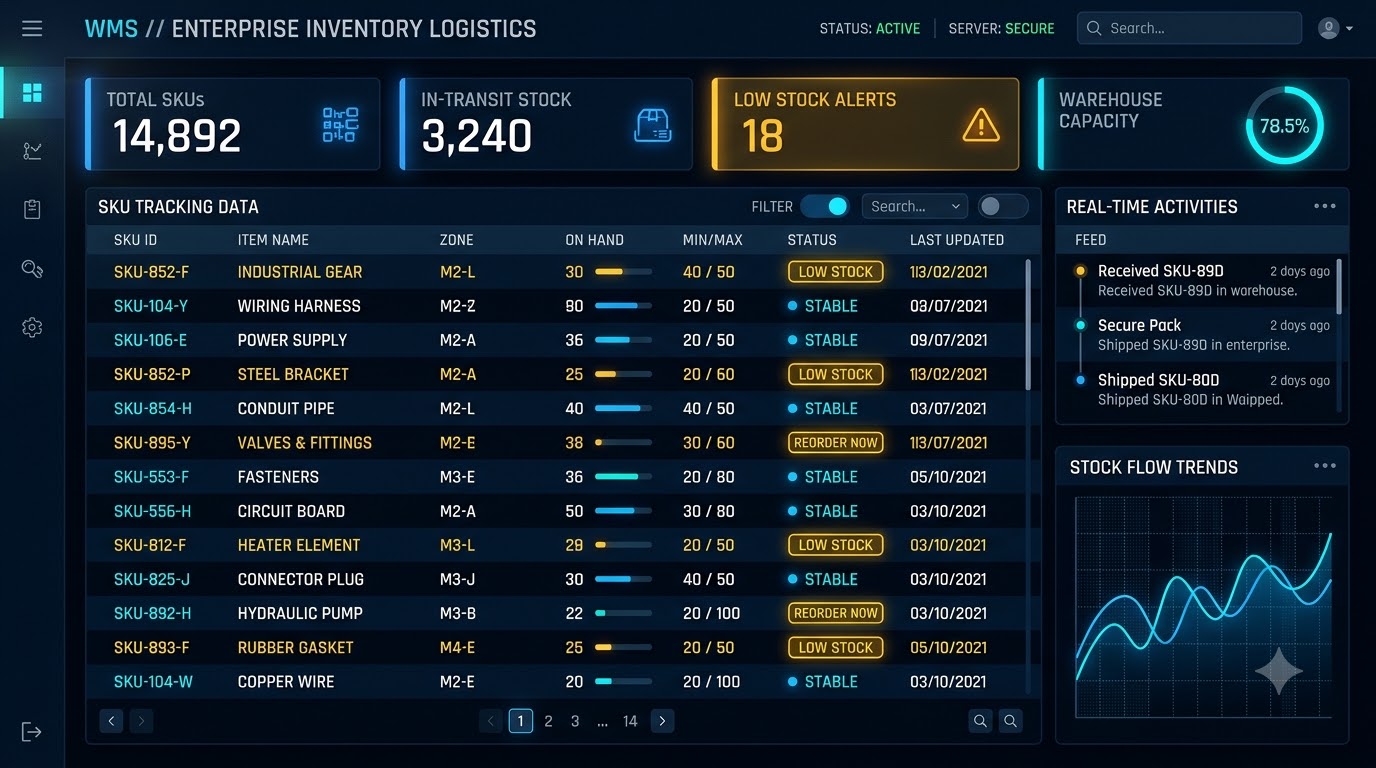 WMS // ENTERPRISE INVENTORY LOGISTICS
STATUS: ACTIVE
SERVER: SECURE
Search...
TOTAL SKUs
14,892
IN-TRANSIT STOCK
3,240
LOW STOCK ALERTS
18
WAREHOUSE
CAPACITY
78.5%
SKU TRACKING DATA
FILTER
Search...
SKU ID ITEM NAME ZONE ON HAND MIN/MAX STATUS LAST UPDATED
SKU-852-F INDUSTRIAL GEAR M2-L 30 40 / 50 LOW STOCK 113/02/2021
SKU-104-Y WIRING HARNESS M2-Z 90 20 / 50 STABLE 03/07/2021
SKU-106-E POWER SUPPLY M2-A 36 20 / 50 STABLE 09/07/2021
SKU-852-P STEEL BRACKET M2-A 25 20 / 60 LOW STOCK 113/02/2021
SKU-854-H CONDUIT PIPE M2-L 40 40 / 50 STABLE 03/07/2021
SKU-895-Y VALVES & FITTINGS M2-E 38 30 / 60 REORDER NOW 113/07/2021
SKU-553-F FASTENERS M3-E 36 20 / 80 STABLE 05/10/2021
SKU-556-H CIRCUIT BOARD M2-A 50 30 / 80 STABLE 03/10/2021
SKU-812-F HEATER ELEMENT M3-L 29 20 / 50 LOW STOCK 03/10/2021
SKU-825-J CONNECTOR PLUG M3-J 30 40 / 50 STABLE 03/10/2021
SKU-892-H HYDRAULIC PUMP M3-B 22 20 / 100 REORDER NOW 03/10/2021
SKU-893-F RUBBER GASKET M4-E 25 20 / 50 LOW STOCK 05/10/2021
SKU-104-W COPPER WIRE M2-E 20 20 / 100 STABLE 03/10/2021
1 2 3 ... 14
REAL-TIME ACTIVITIES
FEED
Received SKU-89D 2 days ago
Received SKU-89D in warehouse.
Secure Pack 2 days ago
Shipped SKU-890 in enterprise.
Shipped SKU-80D 2 days ago
Shipped SKU-80D in Waipped.
STOCK FLOW TRENDS